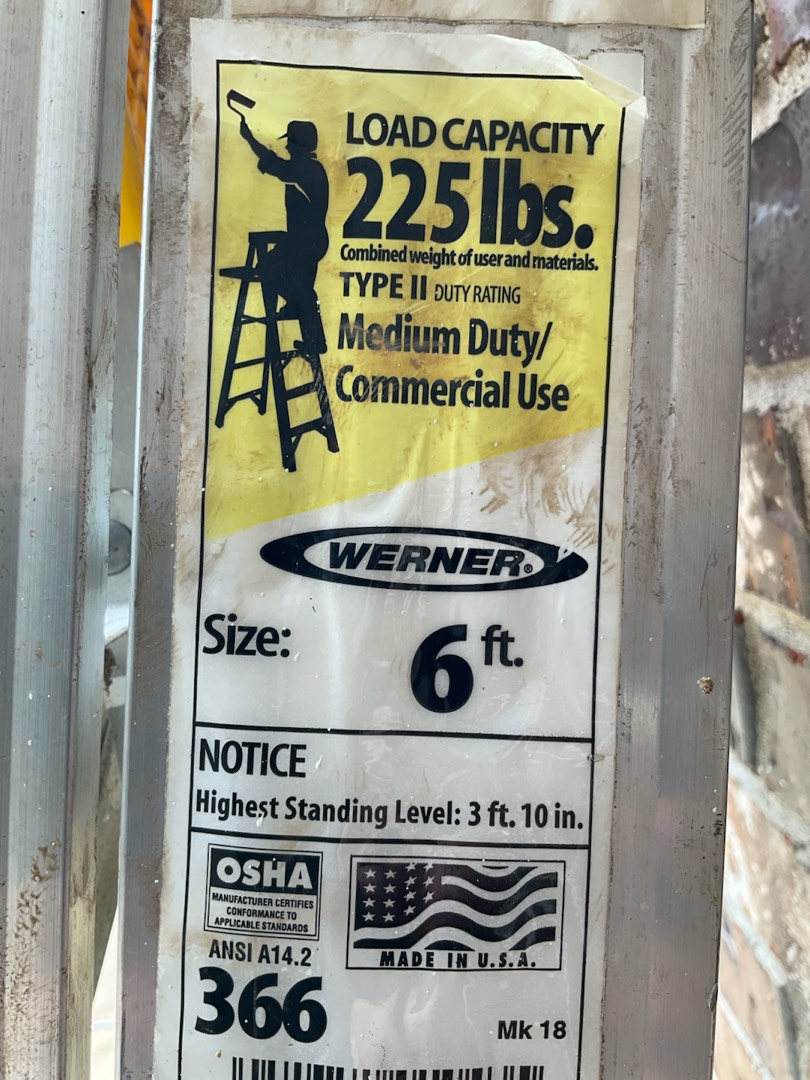 LOAD CAPACITY
225 lbs.
Combined weight of user and materials.
TYPE II DUTY RATING
Medium Duty/
Commercial Use
WERNER®
Size: 6 ft.
NOTICE
Highest Standing Level: 3 ft. 10 in.
OSHA
MANUFACTURER CERTIFIES
CONFORMANCE TO
APPLICABLE STANDARDS
MADE IN U.S.A.
ANSI A14.2
366
Mk 18